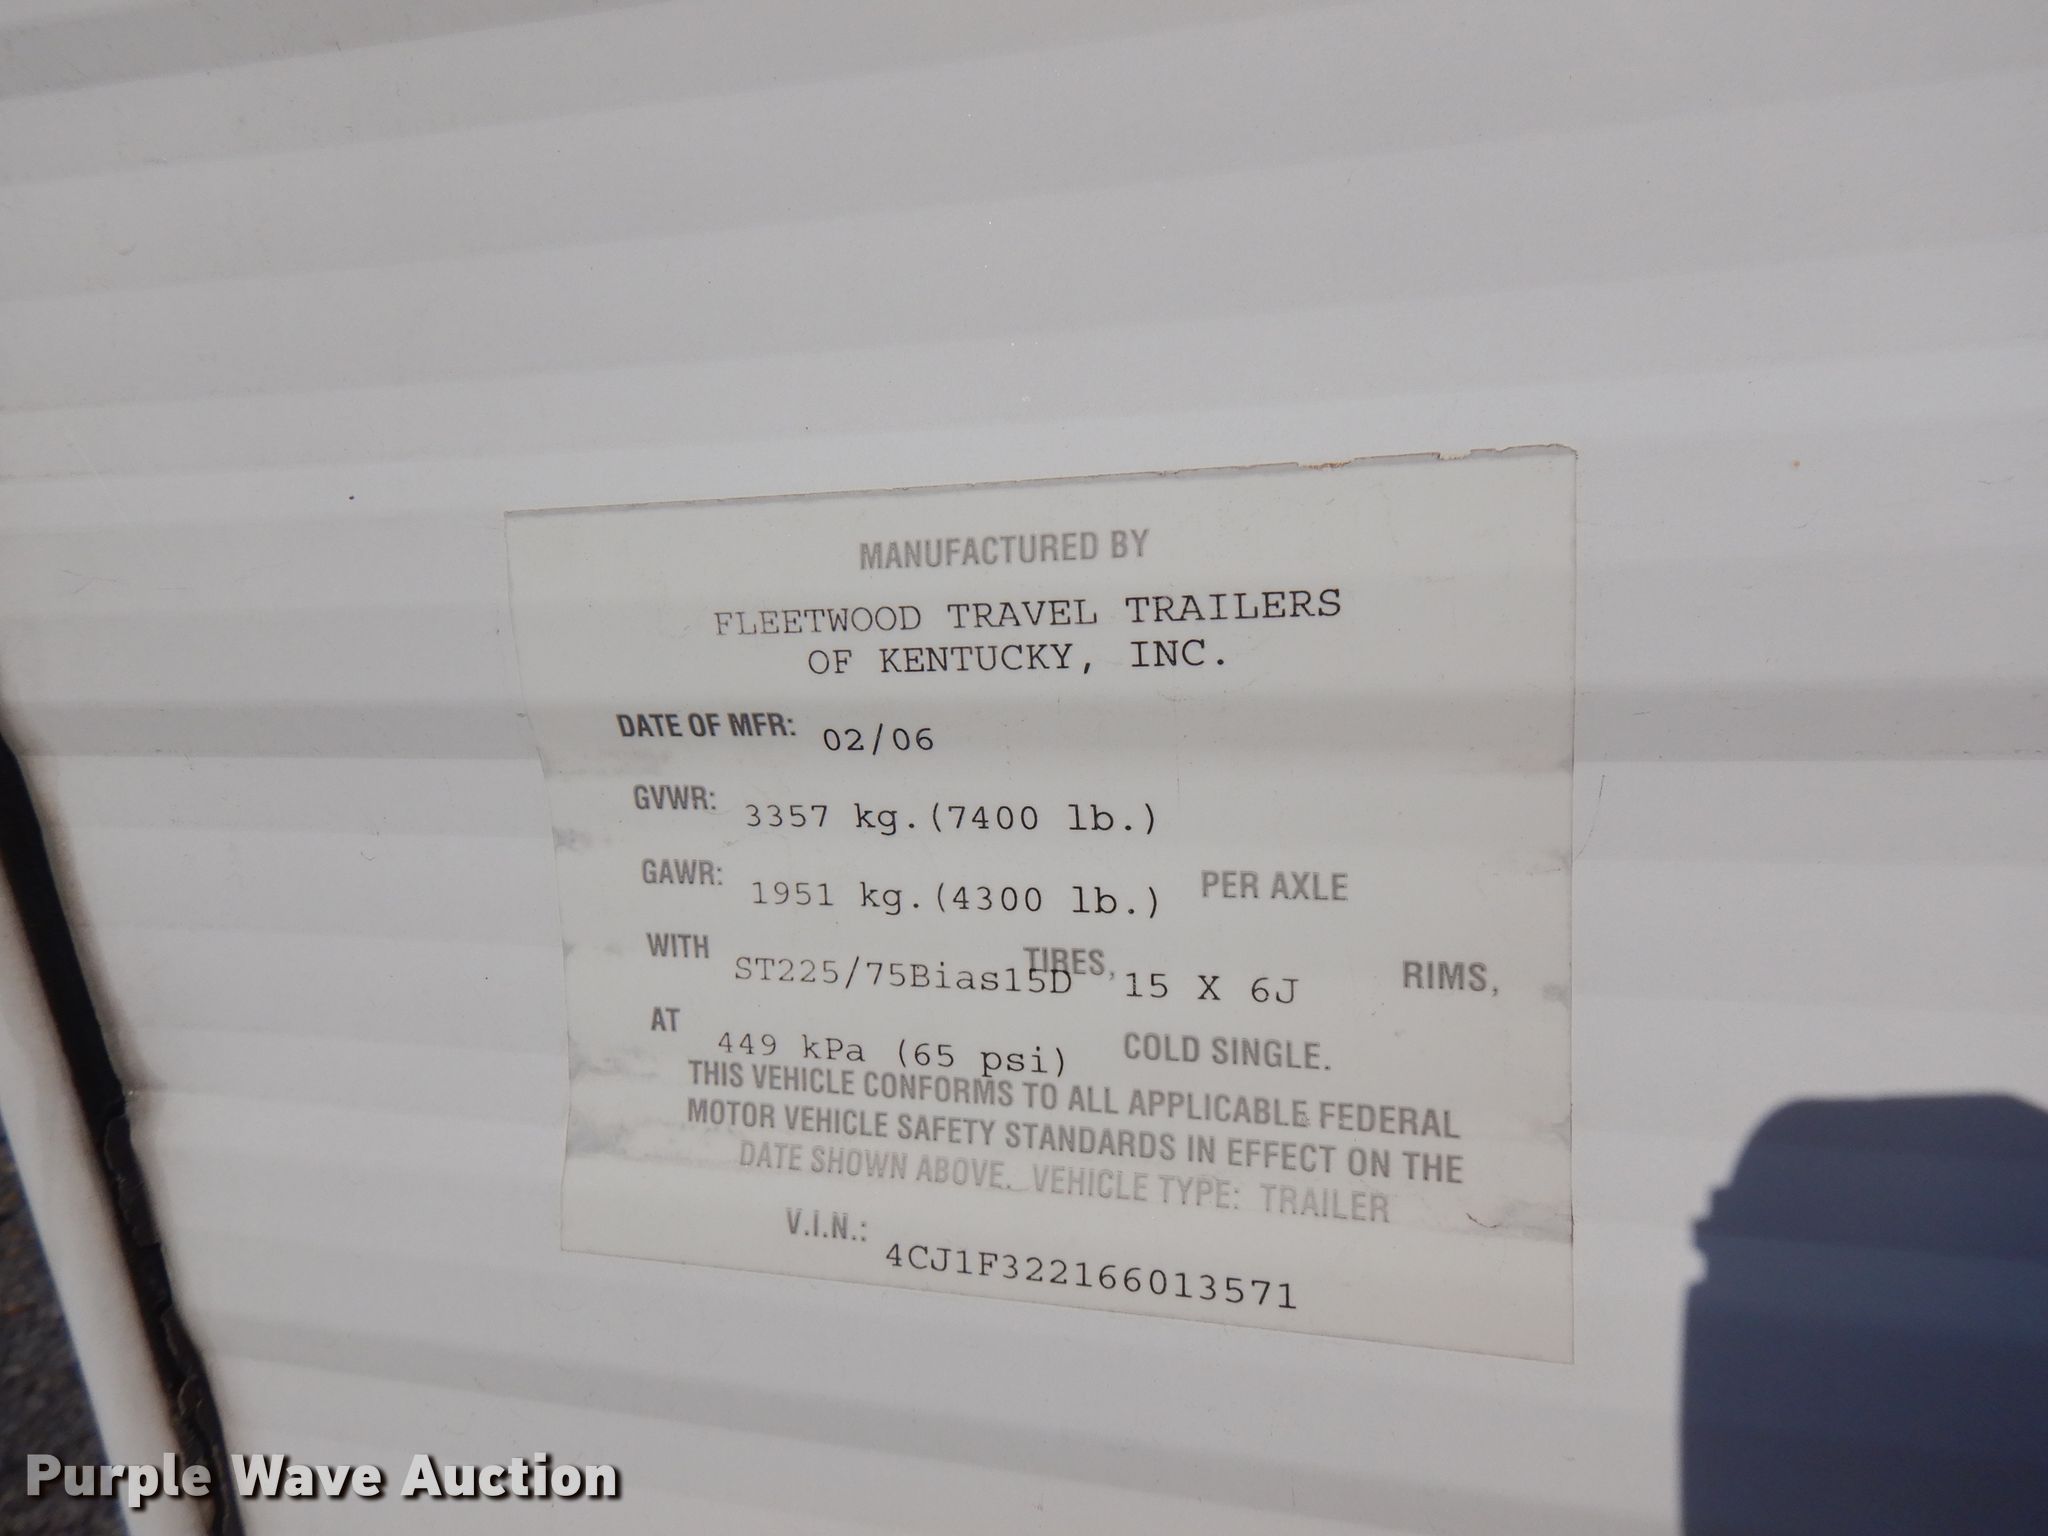 MANUFACTURED BY
FLEETWOOD TRAVEL TRAILERS
OF KENTUCKY, INC.
DATE OF MFR: 02/06
GVWR: 3357 kg.(7400 lb.)
GAWR: 1951 kg.(4300 lb.) PER AXLE
WITH ST225/75Bias15D TIRES, 15 X 6J RIMS,
AT 449 kPa (65 psi) COLD SINGLE.
THIS VEHICLE CONFORMS TO ALL APPLICABLE FEDERAL
MOTOR VEHICLE SAFETY STANDARDS IN EFFECT ON THE
DATE SHOWN ABOVE. VEHICLE TYPE: TRAILER
V.I.N.: 4CJ1F322166013571
Purple Wave Auction